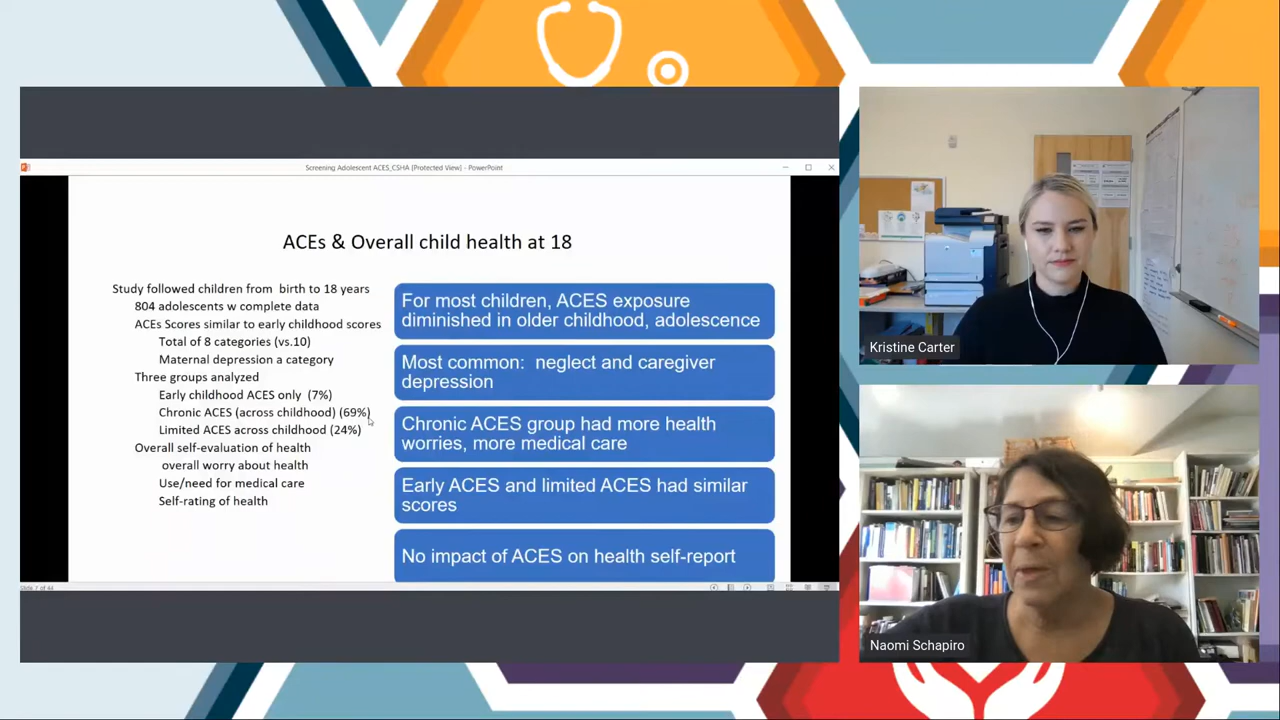 Screening Adolescent ACES_CSHA [Protected View] - PowerPoint
ACEs & Overall child health at 18
Study followed children from birth to 18 years
804 adolescents w complete data
ACEs Scores similar to early childhood scores
Total of 8 categories (vs.10)
Maternal depression a category
Three groups analyzed
Early childhood ACES only (7%)
Chronic ACES (across childhood) (69%)
Limited ACES across childhood (24%)
Overall self-evaluation of health
overall worry about health
Use/need for medical care
Self-rating of health
For most children, ACES exposure
diminished in older childhood, adolescence
Most common: neglect and caregiver
depression
Chronic ACES group had more health
worries, more medical care
Early ACES and limited ACES had similar
scores
No impact of ACES on health self-report
Slide 7 of 44
Kristine Carter
Naomi Schapiro